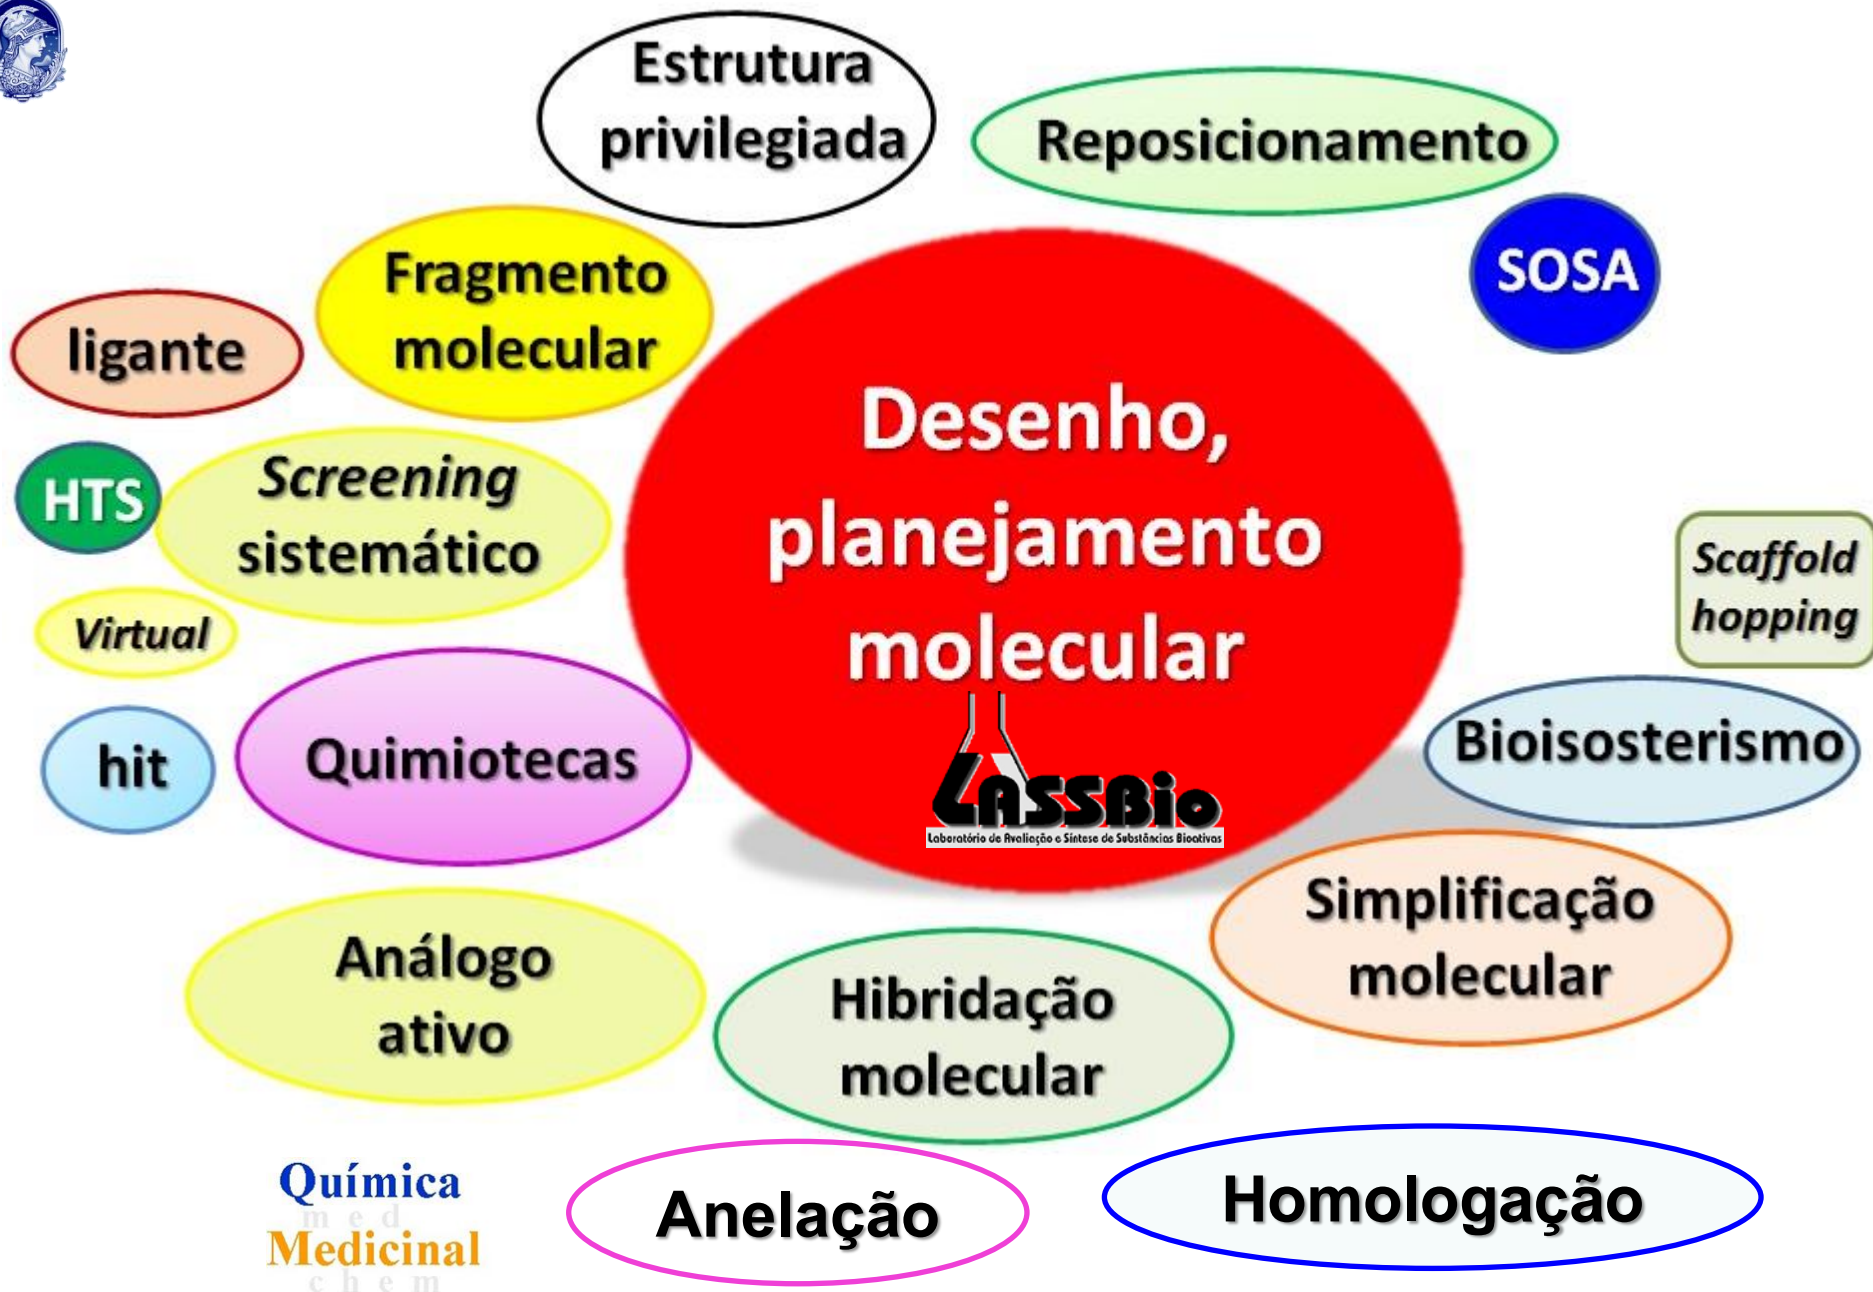 Estrutura
privilegiada
Reposicionamento
SOSA
Fragmento
molecular
ligante
HTS
Screening
sistemático
Virtual
Desenho,
planejamento
molecular
LASSBio
Laboratório de Avaliação e Síntese de Substâncias Bioativas
Scaffold
hopping
hit
Quimiotecas
Bioisosterismo
Simplificação
molecular
Análogo
ativo
Hibridação
molecular
Química
med
Medicinal
chem
Anelação
Homologação